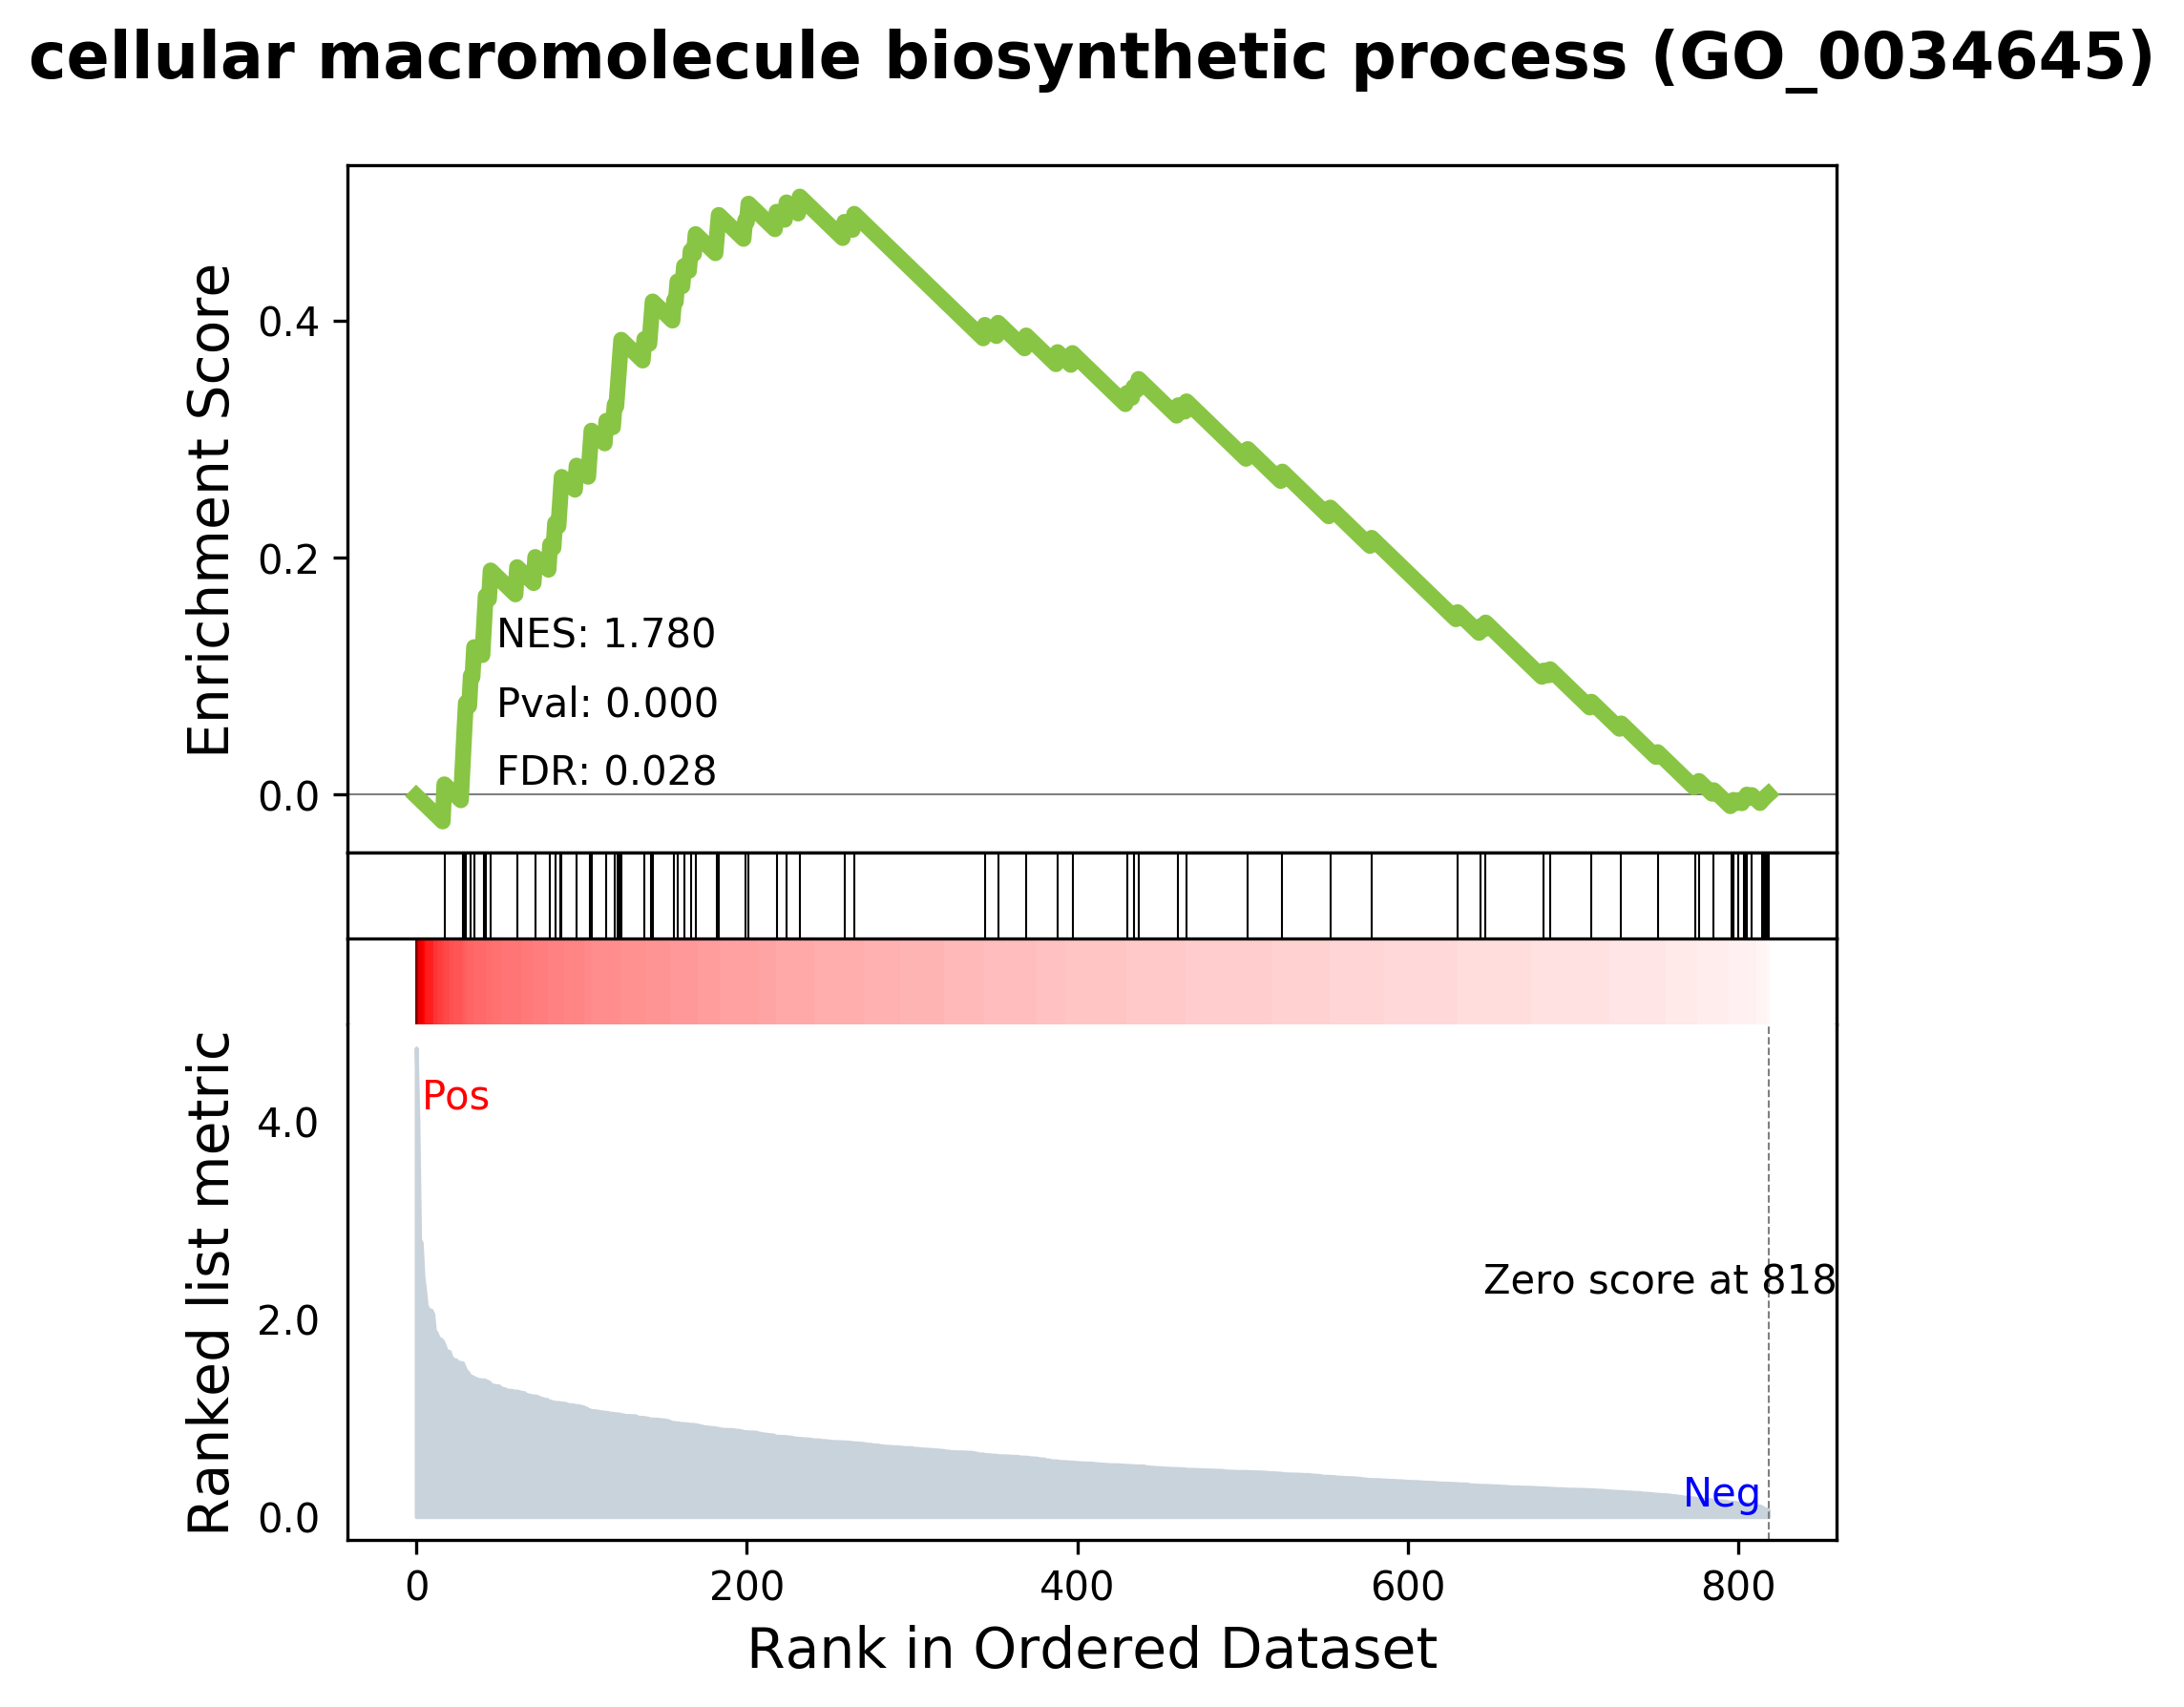 cellular macromolecule biosynthetic process (GO_0034645)
Enrichment Score
0.4
0.2
0.0
NES: 1.780
Pval: 0.000
FDR: 0.028
Ranked list metric
4.0
2.0
0.0
Pos
Zero score at 818
Neg
0 200 400 600 800
Rank in Ordered Dataset